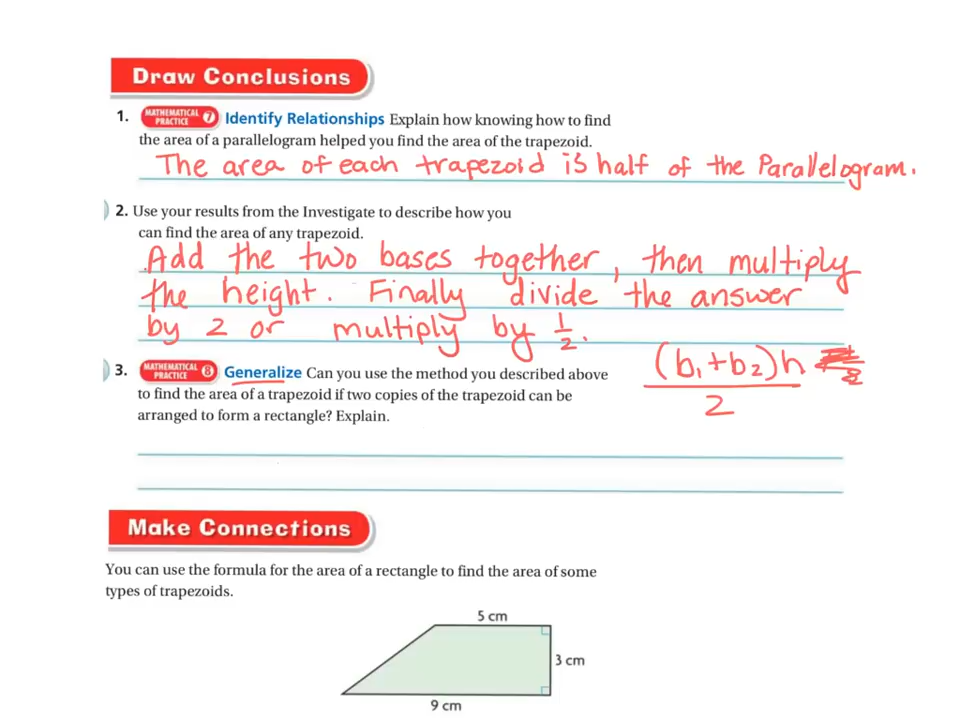 Draw Conclusions
1. MATHEMATICAL PRACTICE 7 Identify Relationships Explain how knowing how to find
the area of a parallelogram helped you find the area of the trapezoid.
The area of each trapezoid is half of the Parallelogram.
2. Use your results from the Investigate to describe how you
can find the area of any trapezoid.
Add the two bases together, then multiply
the height. Finally divide the answer
by 2 or multiply by 1/2.
3. MATHEMATICAL PRACTICE 8 Generalize Can you use the method you described above
to find the area of a trapezoid if two copies of the trapezoid can be
arranged to form a rectangle? Explain.
(b₁+b₂)h
2
Make Connections
You can use the formula for the area of a rectangle to find the area of some
types of trapezoids.
5 cm
3 cm
9 cm